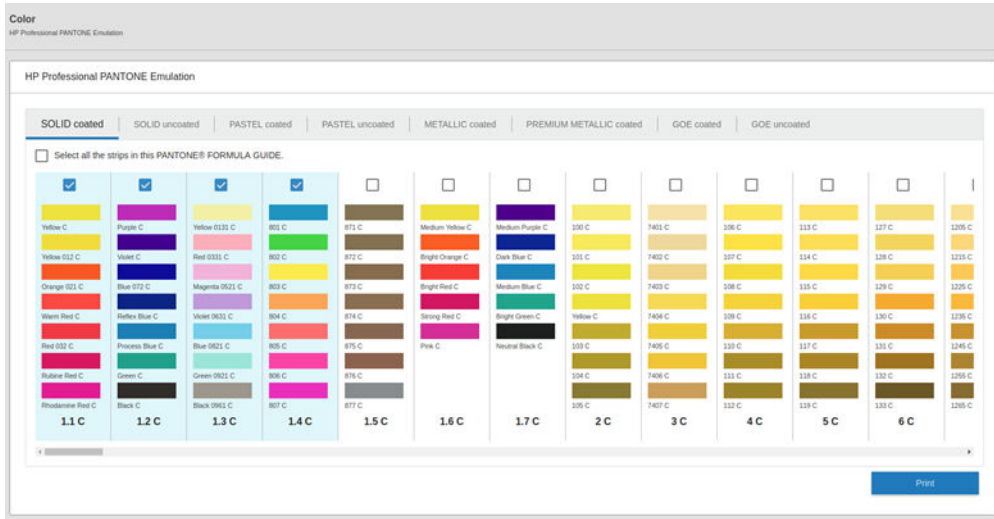 Color
HP Professional PANTONE Emulation
HP Professional PANTONE Emulation
SOLID coated SOLID uncoated PASTEL coated PASTEL uncoated METALLIC coated PREMIUM METALLIC coated GOE coated GOE uncoated
Select all the strips in this PANTONE® FORMULA GUIDE.
Yellow C Purple C Yellow 0131 C 801 C 871 C Medium Yellow C Medium Purple C 100 C 7401 C 106 C 113 C 127 C 1205 C
Yellow 012 C Violet C Red 0331 C 802 C 872 C Bright Orange C Dark Blue C 101 C 7402 C 107 C 114 C 128 C 1215 C
Orange 021 C Blue 072 C Magenta 0521 C 803 C 873 C Bright Red C Medium Blue C 102 C 7403 C 108 C 115 C 129 C 1225 C
Warm Red C Reflex Blue C Violet 0631 C 804 C 874 C Strong Red C Bright Green C Yellow C 7404 C 109 C 116 C 130 C 1235 C
Red 032 C Process Blue C Blue 0821 C 805 C 875 C Pink C Neutral Black C 103 C 7405 C 110 C 117 C 131 C 1245 C
Rubine Red C Green C Green 0921 C 806 C 876 C 104 C 7406 C 111 C 118 C 132 C 1255 C
Rhodamine Red C Black C Black 0961 C 807 C 877 C 105 C 7407 C 112 C 119 C 133 C 1265 C
1.1 C 1.2 C 1.3 C 1.4 C 1.5 C 1.6 C 1.7 C 2 C 3 C 4 C 5 C 6 C
Print